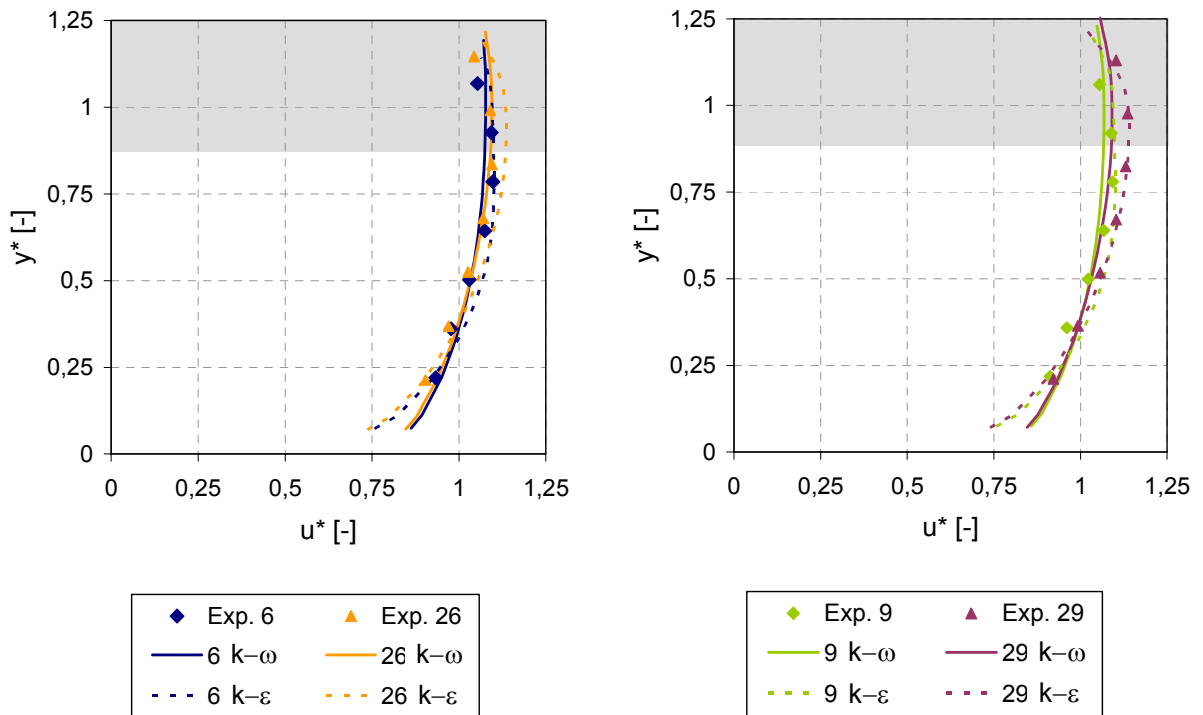 1,25
1
0,75
0,5
0,25
0
0 0,25 0,5 0,75 1 1,25
y* [-]
u* [-]
Exp. 6 Exp. 26
6 k–ω 26 k–ω
6 k–ε 26 k–ε
1,25
1
0,75
0,5
0,25
0
0 0,25 0,5 0,75 1 1,25
y* [-]
u* [-]
Exp. 9 Exp. 29
9 k–ω 29 k–ω
9 k–ε 29 k–ε